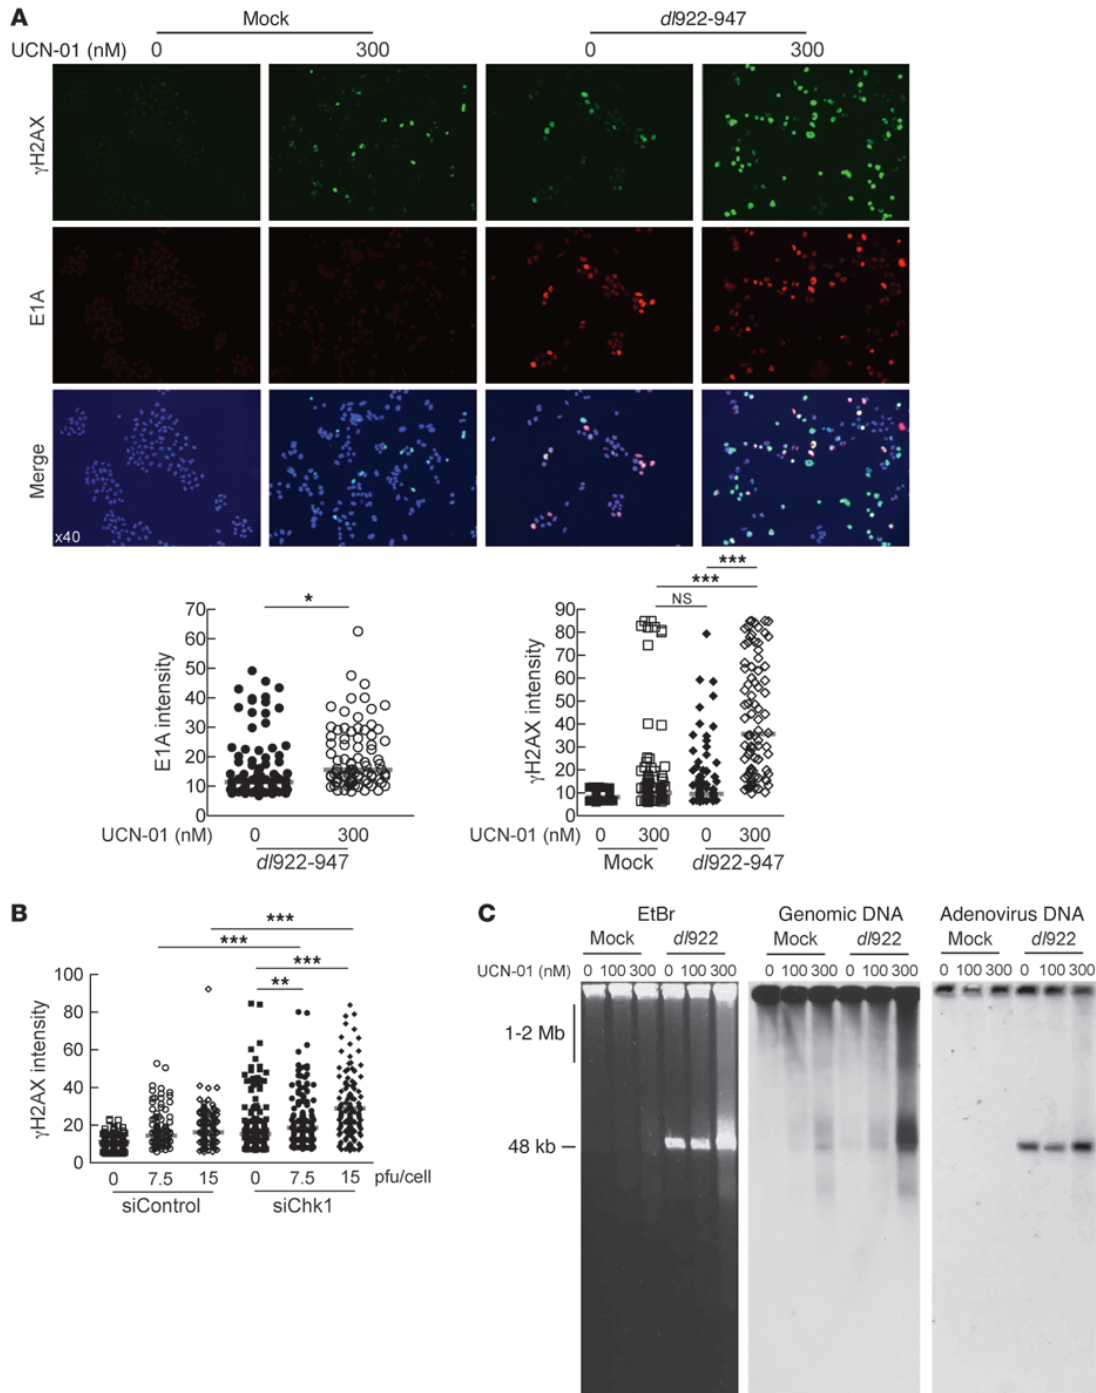 A
Mock dl922-947
UCN-01 (nM) 0 300 0 300
γH2AX
E1A
Merge
x40
*
E1A intensity
70
60
50
40
30
20
10
0
UCN-01 (nM) 0 300
dl922-947
***
***
NS
γH2AX intensity
90
80
70
60
50
40
30
20
10
0
UCN-01 (nM) 0 300 0 300
Mock dl922-947
B
***
***
***
**
γH2AX intensity
100
80
60
40
20
0
0 7.5 15 0 7.5 15 pfu/cell
siControl siChk1
C
EtBr Genomic DNA Adenovirus DNA
Mock dl922 Mock dl922 Mock dl922
UCN-01 (nM) 0 100 300 0 100 300 0 100 300 0 100 300 0 100 300 0 100 300
1-2 Mb
48 kb